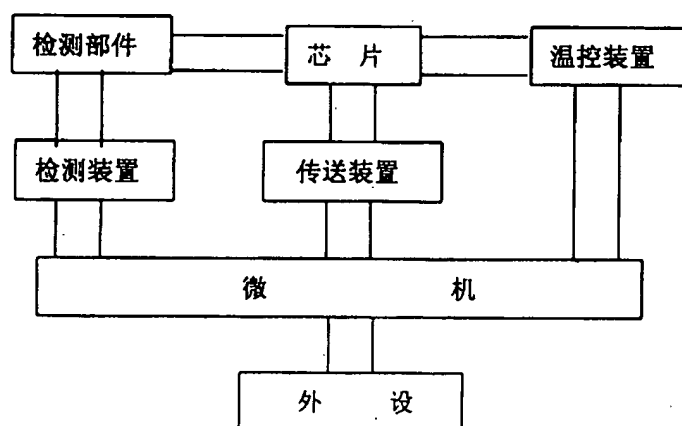 检测部件
芯 片
温控装置
检测装置
传送装置
微 机
外 设